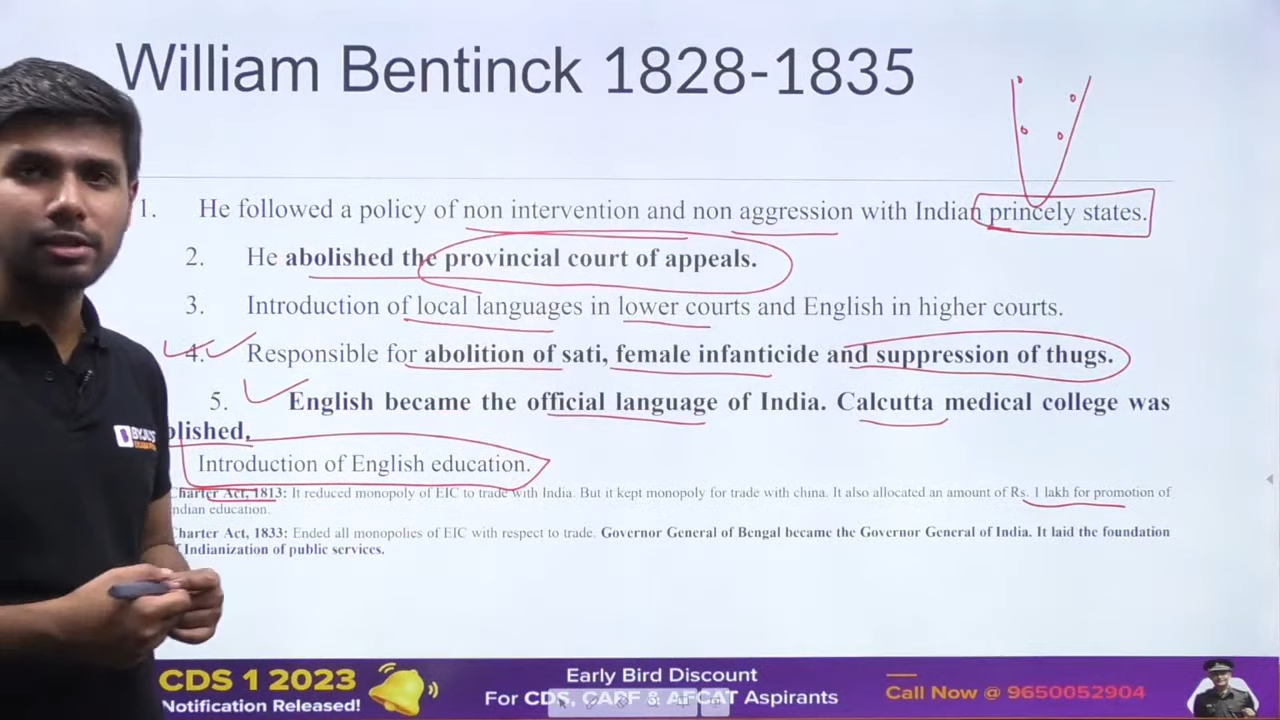 William Bentinck 1828-1835
1. He followed a policy of non intervention and non aggression with Indian princely states.
2. He abolished the provincial court of appeals.
3. Introduction of local languages in lower courts and English in higher courts.
4. Responsible for abolition of sati, female infanticide and suppression of thugs.
5. English became the official language of India. Calcutta medical college was
blished.
Introduction of English education.
Charter Act, 1813: It reduced monopoly of EIC to trade with India. But it kept monopoly for trade with china. It also allocated an amount of Rs. 1 lakh for promotion of
ndian education.
Charter Act, 1833: Ended all monopolies of EIC with respect to trade. Governor General of Bengal became the Governor General of India. It laid the foundation
f Indianization of public services.
BYJU'S
CDS 1 2023
Notification Released!
Early Bird Discount
For CDS, CAPF & AFCAT Aspirants
Call Now @ 9650052904